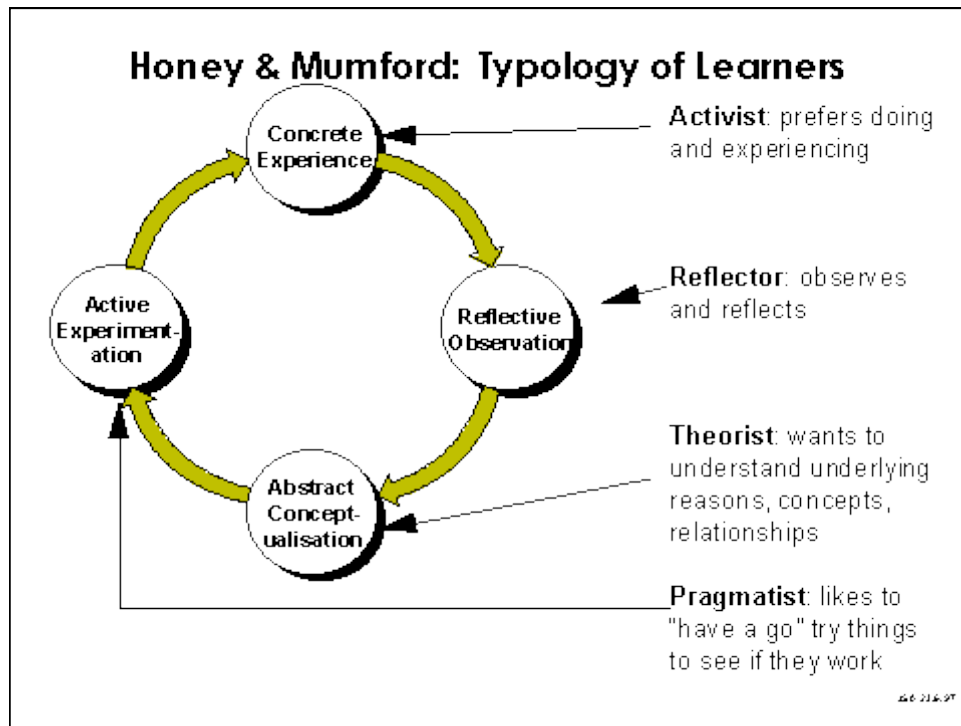 Honey & Mumford: Typology of Learners
Concrete
Experience
Activist: prefers doing
and experiencing
Reflector: observes
and reflects
Active
Experiment-
ation
Reflective
Observation
Theorist: wants to
understand underlying
reasons, concepts,
relationships
Abstract
Concept-
ualisation
Pragmatist: likes to
"have a go" try things
to see if they work